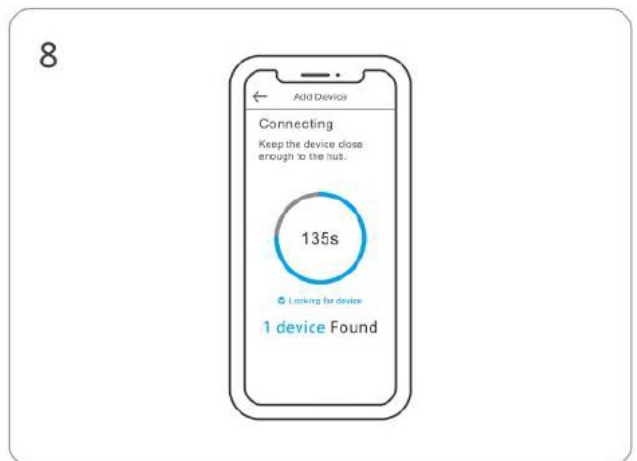 8
← Add Device
Connecting
Keep the device close
enough to the hub.
135s
Looking for device
1 device Found